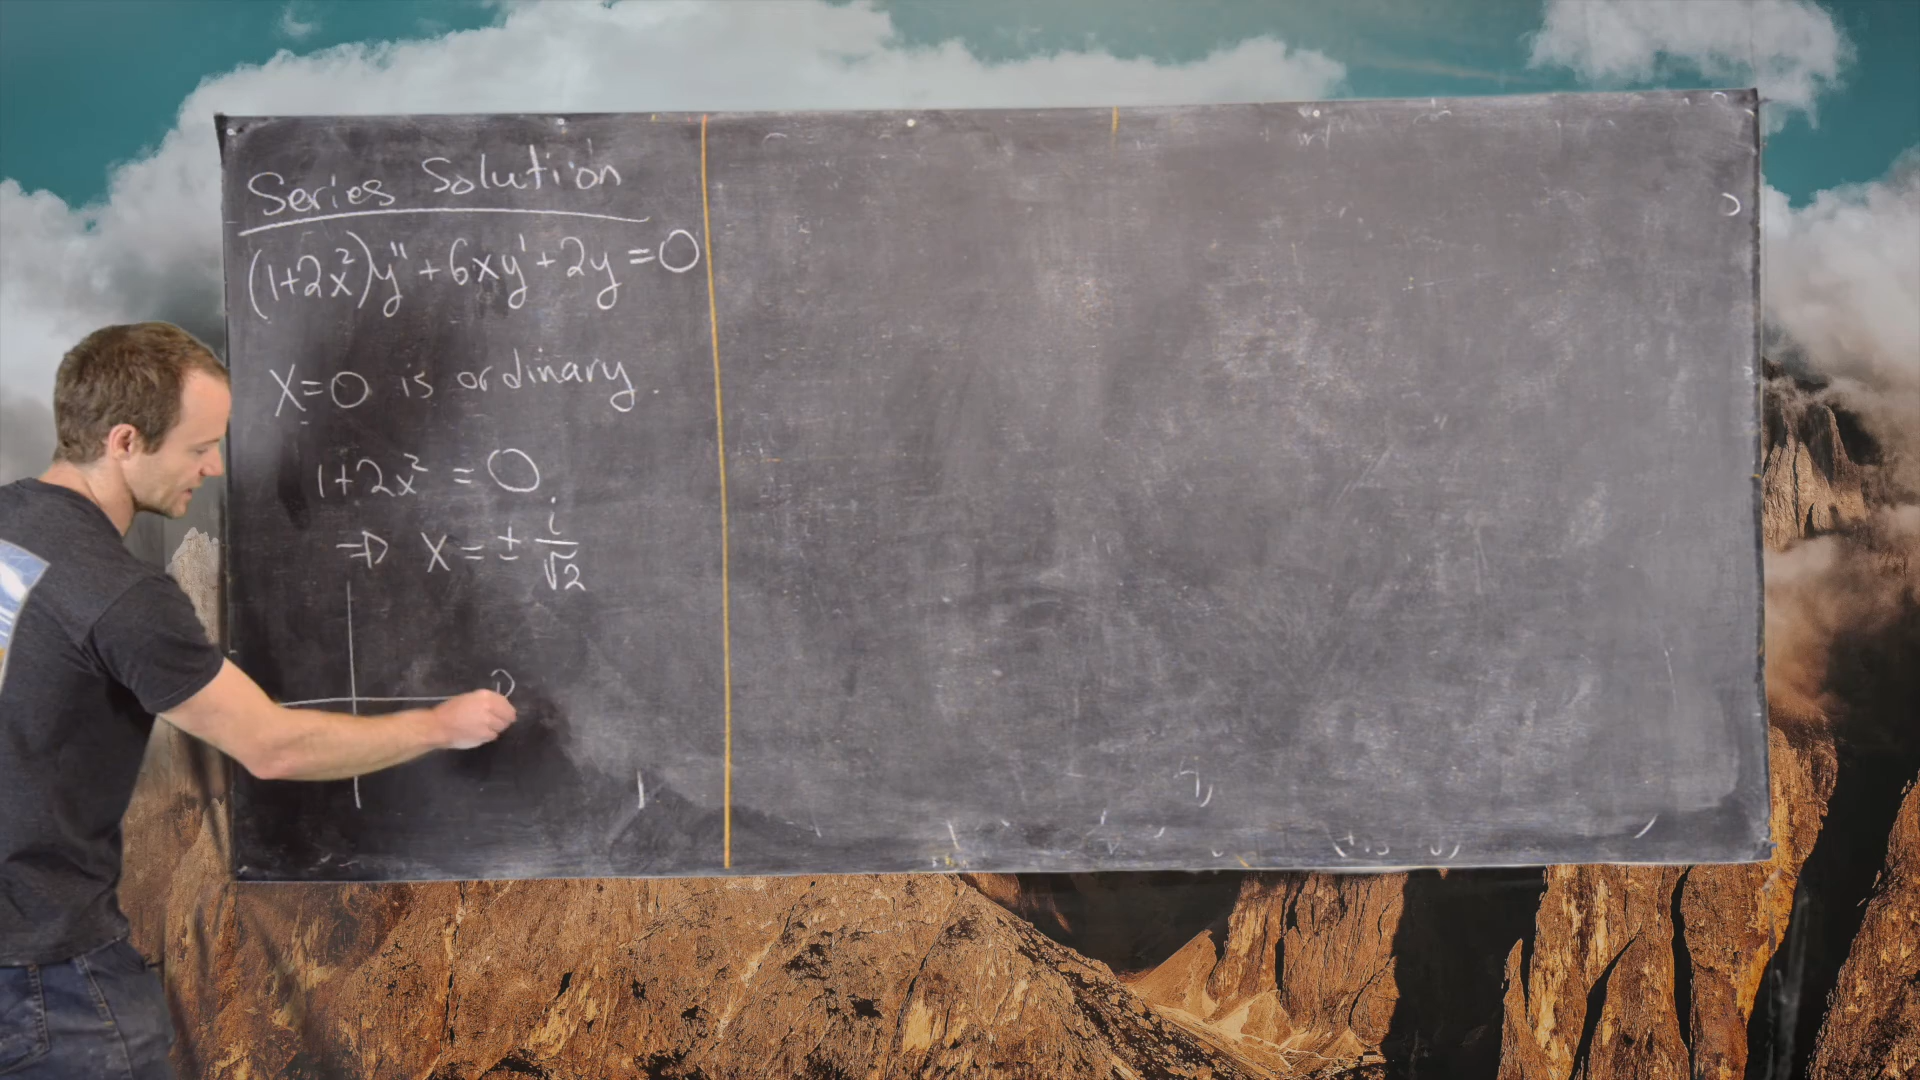 Series Solution
(1+2x²)y''+6xy'+2y=0
X=0 is ordinary.
1+2x²=0
⇒ X=± i/√2